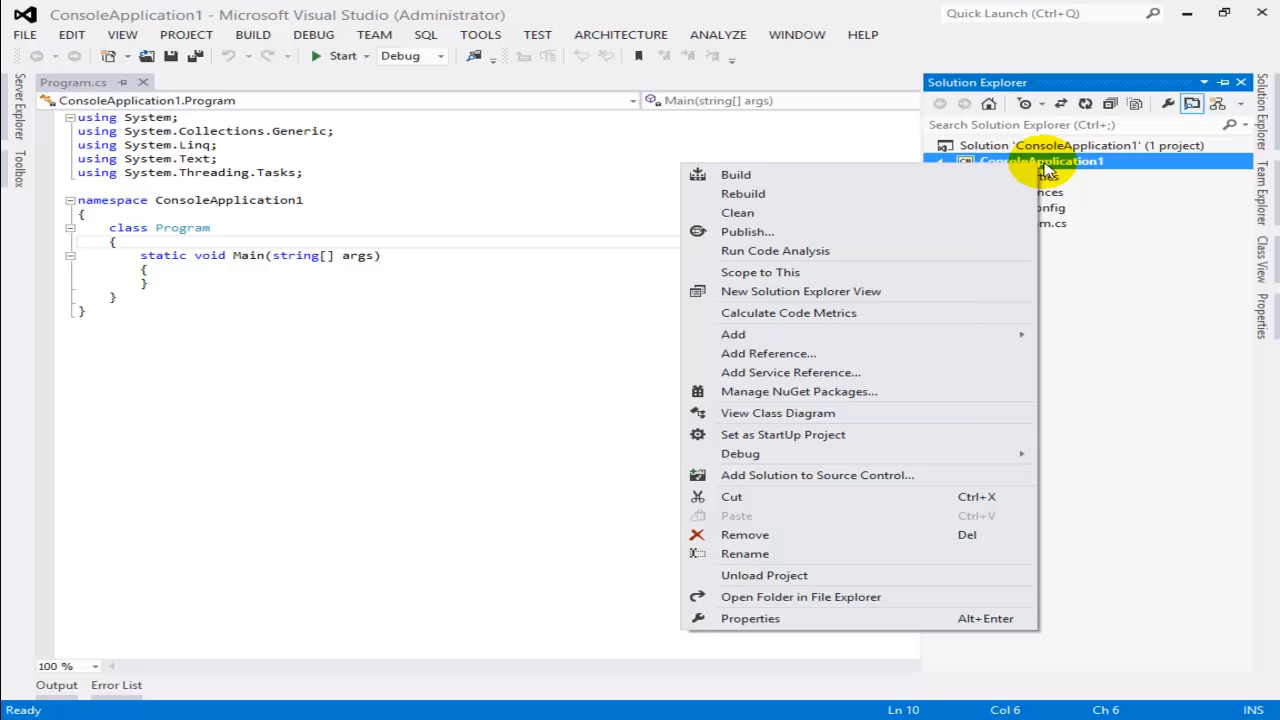 ConsoleApplication1 - Microsoft Visual Studio (Administrator)
Quick Launch (Ctrl+Q)
FILE EDIT VIEW PROJECT BUILD DEBUG TEAM SQL TOOLS TEST ARCHITECTURE ANALYZE WINDOW HELP
Start Debug
Server Explorer
Toolbox
Program.cs
ConsoleApplication1.Program
Main(string[] args)
using System;
using System.Collections.Generic;
using System.Linq;
using System.Text;
using System.Threading.Tasks;
namespace ConsoleApplication1
{
class Program
{
static void Main(string[] args)
{
}
}
}
100 %
Build
Rebuild
Clean
Publish...
Run Code Analysis
Scope to This
New Solution Explorer View
Calculate Code Metrics
Add
Add Reference...
Add Service Reference...
Manage NuGet Packages...
View Class Diagram
Set as StartUp Project
Debug
Add Solution to Source Control...
Cut Ctrl+X
Paste Ctrl+V
Remove Del
Rename
Unload Project
Open Folder in File Explorer
Properties Alt+Enter
Solution Explorer
Search Solution Explorer (Ctrl+;)
Solution 'ConsoleApplication1' (1 project)
ConsoleApplication1
ties
nces
onfig
m.cs
Solution Explorer
Team Explorer
Class View
Properties
Output Error List
Ready Ln 10 Col 6 Ch 6 INS